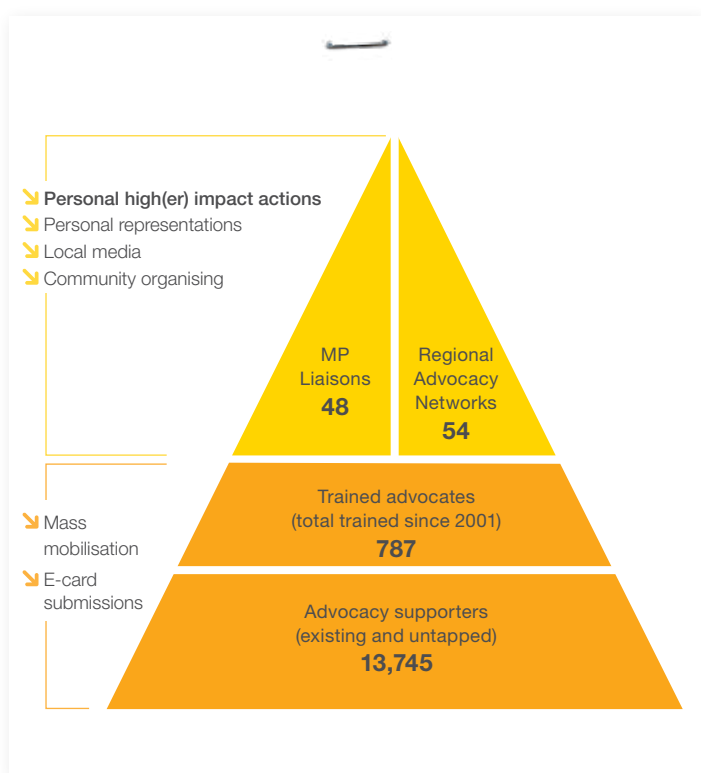 Personal high(er) impact actions
Personal representations
Local media
Community organising
MP
Liaisons
48
Regional
Advocacy
Networks
54
Mass
mobilisation
E-card
submissions
Trained advocates
(total trained since 2001)
787
Advocacy supporters
(existing and untapped)
13,745